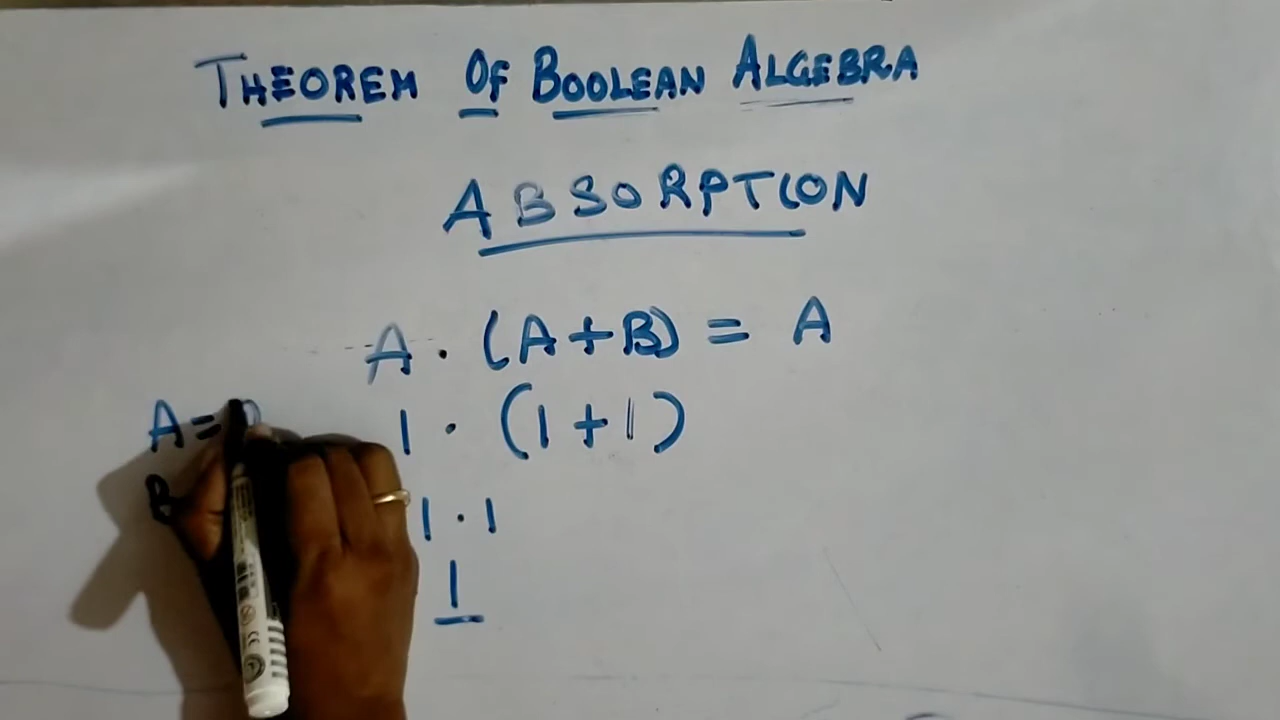 THEOREM OF BOOLEAN ALGEBRA
ABSORPTION
A · (A+B) = A
A =
1 · (1+1)
B
1 · 1
1